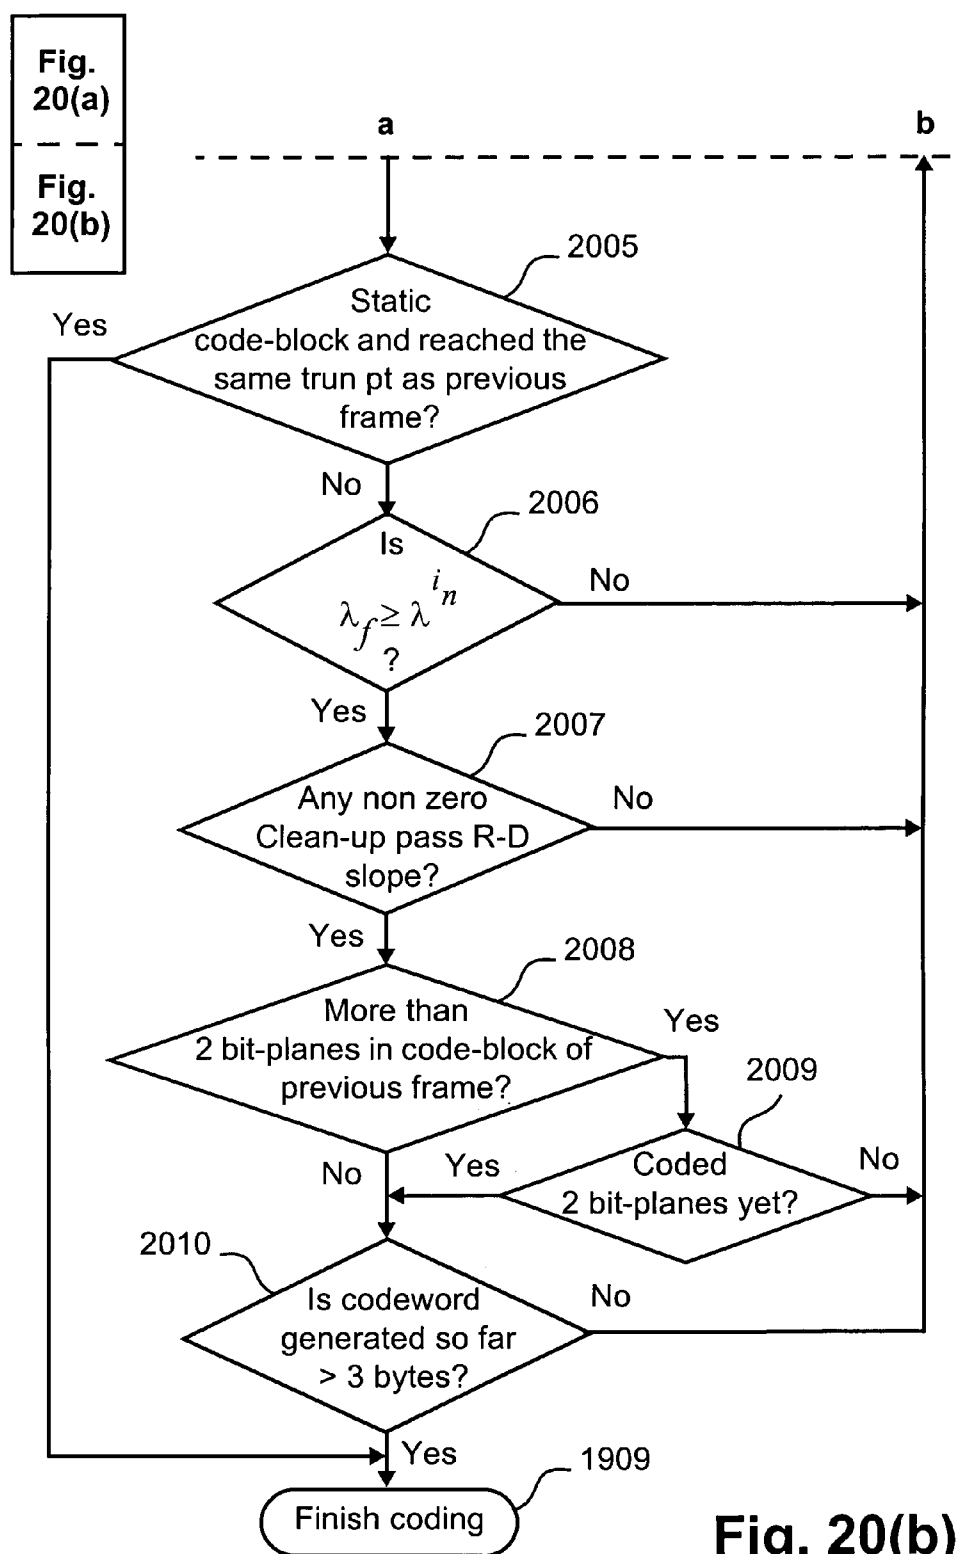 Fig.
20(a)
Fig.
20(b)
a
b
2005
Yes
Static
code-block and reached the
same trun pt as previous
frame?
No
2006
Is
λf ≥ λ^in
?
No
Yes
2007
Any non zero
Clean-up pass R-D
slope?
No
Yes
2008
More than
2 bit-planes in code-block of
previous frame?
Yes
2009
No
Yes
Coded
2 bit-planes yet?
No
2010
Is codeword
generated so far
> 3 bytes?
No
Yes
1909
Finish coding
Fig. 20(b)